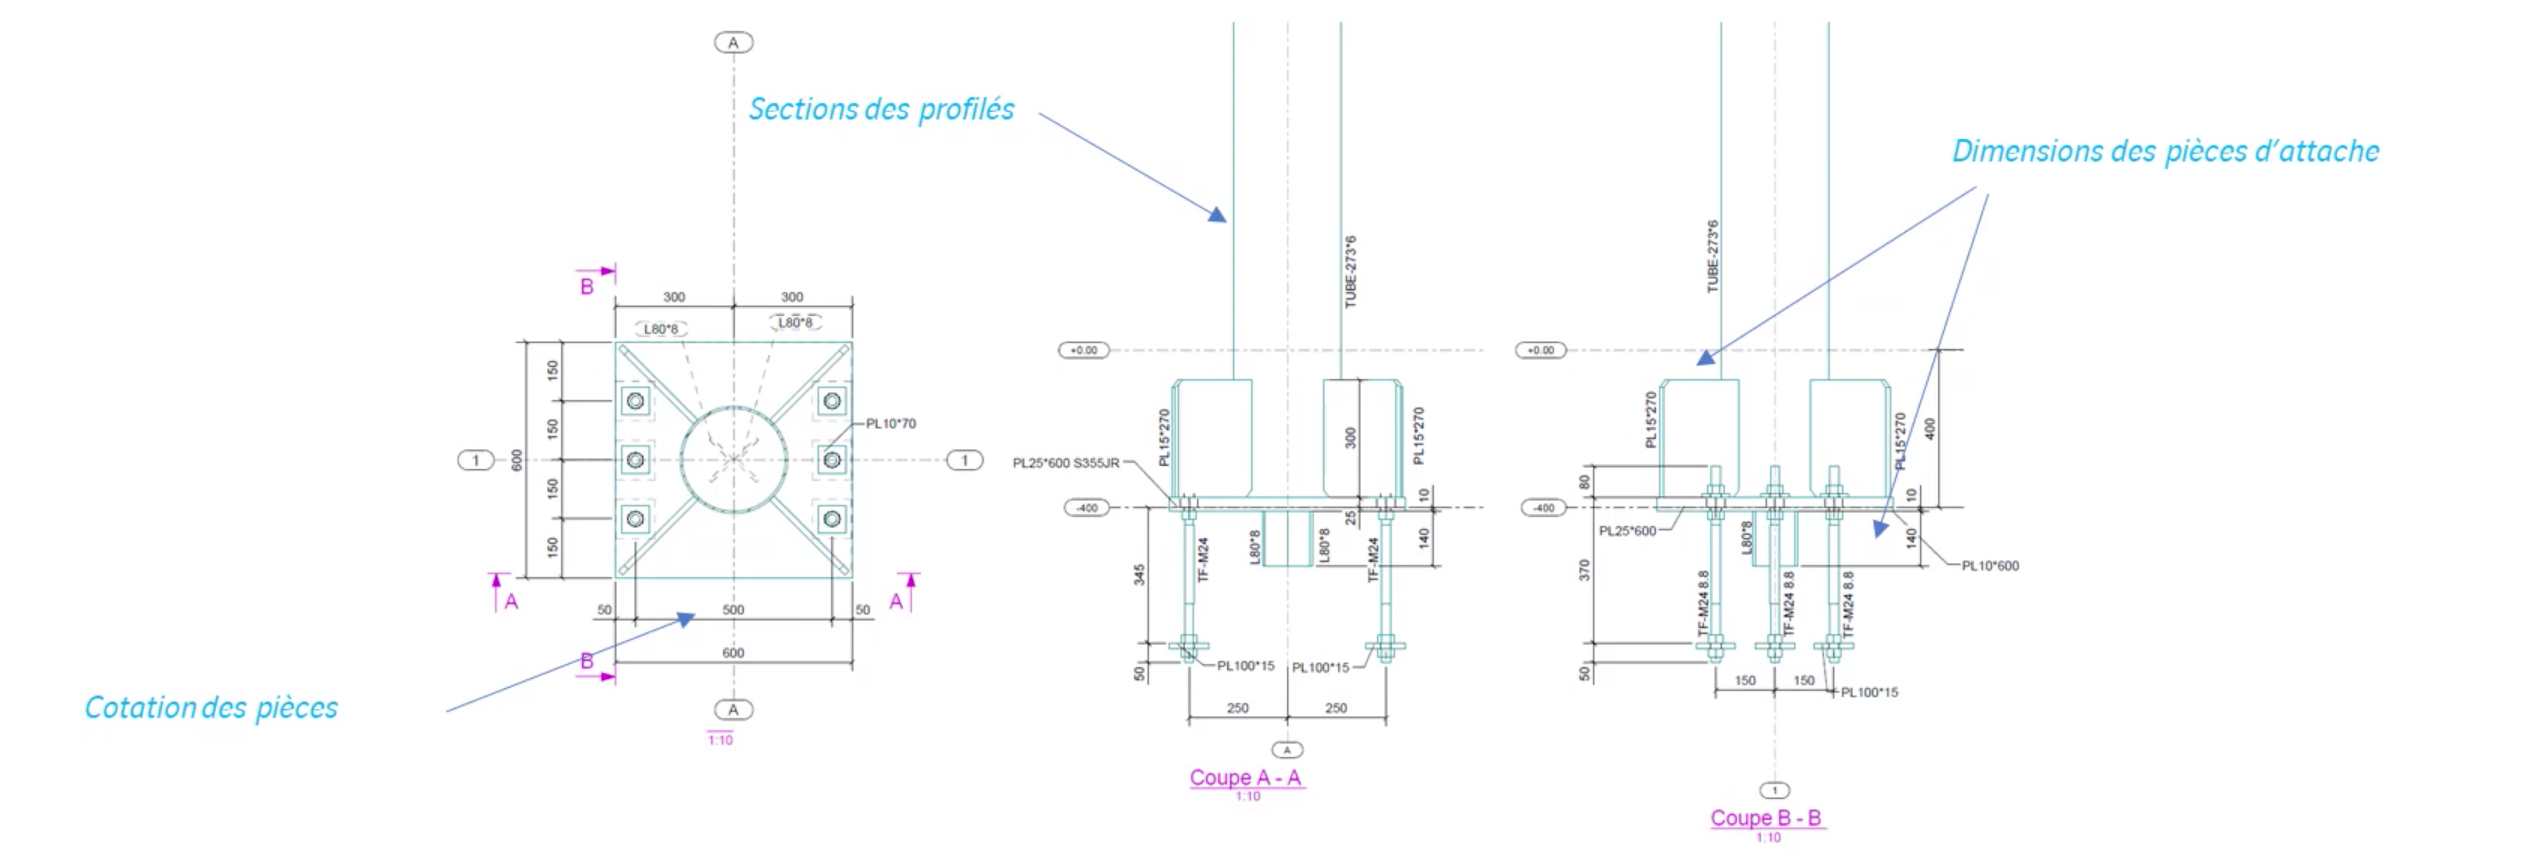 A
Sections des profilés
Dimensions des pièces d'attache
B
300
300
L80*8
L80*8
150
150
150
150
600
1
1
PL10*70
A
A
50
500
50
600
B
A
1:10
Cotation des pièces
TUBE-273*6
+0.00
PL15*270
300
PL15*270
PL25*600 S355JR
-400
10
25
140
345
TF-M24
L80*8
L80*8
TF-M24
50
PL100*15
PL100*15
250
250
A
Coupe A - A
1:10
TUBE-273*6
+0.00
PL15*270
PL15*270
400
80
-400
10
PL25*600
L80*8
140
PL10*600
370
TF-M24 8.8
TF-M24 8.8
TF-M24 8.8
50
150
150
PL100*15
1
Coupe B - B
1:10